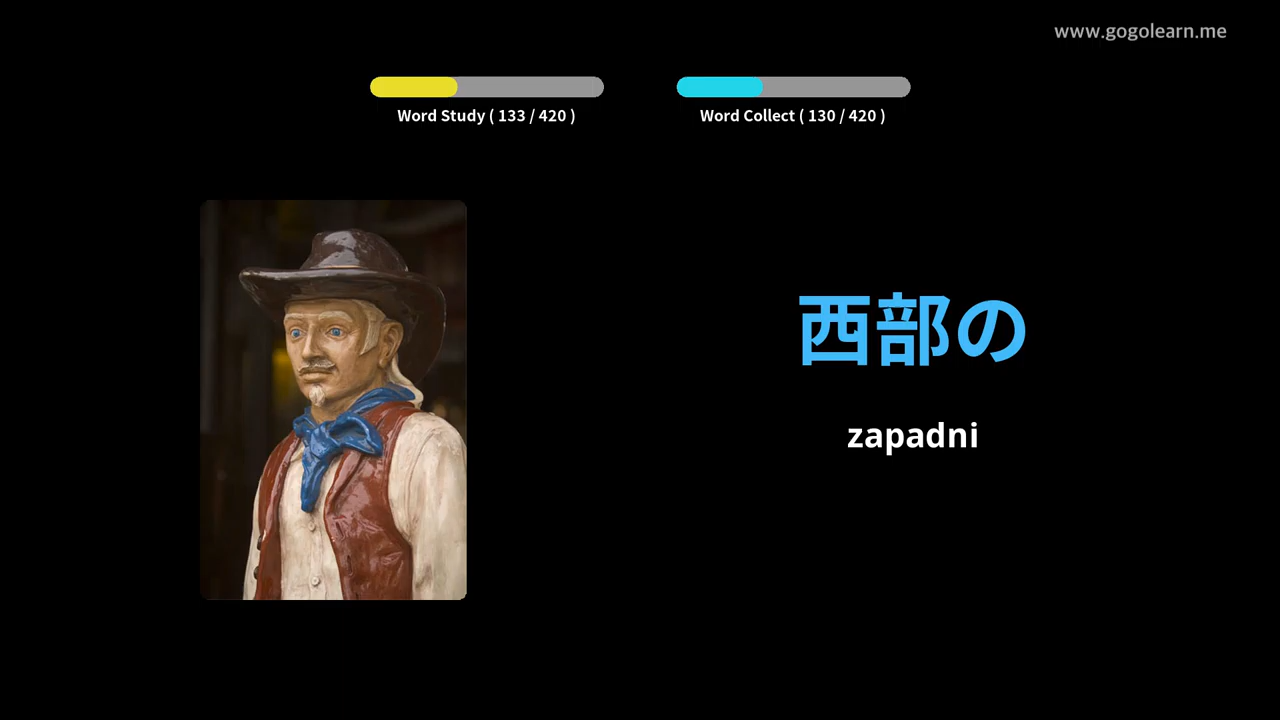 www.gogolearn.me
Word Study ( 133 / 420 )
Word Collect ( 130 / 420 )
西部の
zapadni